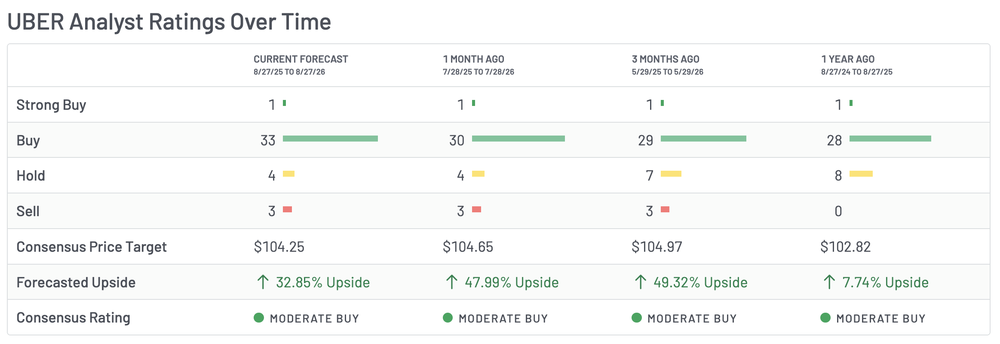 UBER Analyst Ratings Over Time
CURRENT FORECAST 1 MONTH AGO 3 MONTHS AGO 1 YEAR AGO
8/27/25 TO 8/27/26 7/28/25 TO 7/28/26 5/29/25 TO 5/29/26 8/27/24 TO 8/27/25
Strong Buy 1 1 1 1
Buy 33 30 29 28
Hold 4 4 7 8
Sell 3 3 3 0
Consensus Price Target $104.25 $104.65 $104.97 $102.82
Forecasted Upside ↑ 32.85% Upside ↑ 47.99% Upside ↑ 49.32% Upside ↑ 7.74% Upside
Consensus Rating MODERATE BUY MODERATE BUY MODERATE BUY MODERATE BUY